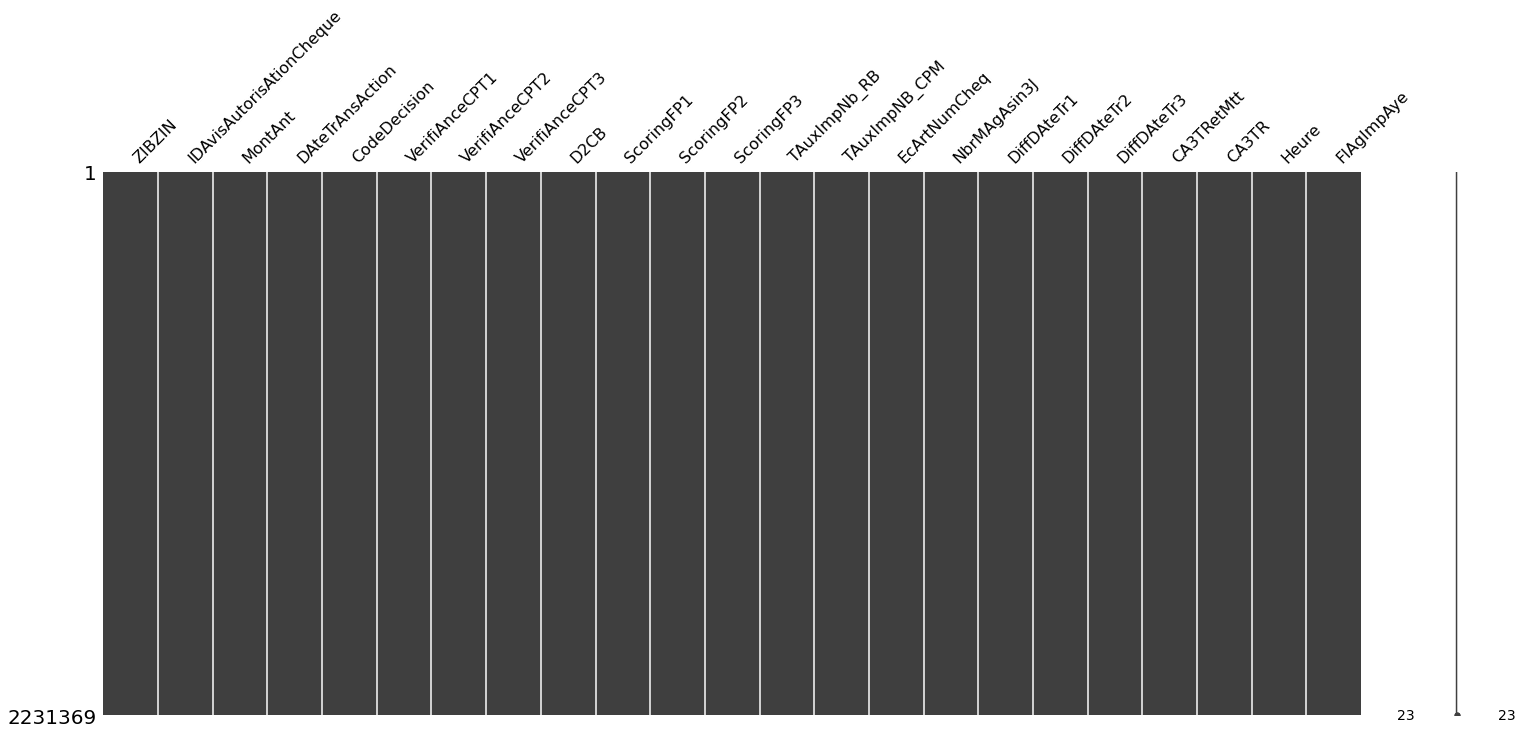 ZIBZIN
IDAvisAutorisAtionCheque
MontAnt
DAteTrAnsAction
CodeDecision
VerifiAnceCPT1
VerifiAnceCPT2
VerifiAnceCPT3
D2CB
ScoringFP1
ScoringFP2
ScoringFP3
TAuxImpNb_RB
TAuxImpNB_CPM
EcArtNumCheq
NbrMAgAsin3J
DiffDAteTr1
DiffDAteTr2
DiffDAteTr3
CA3TRetMtt
CA3TR
Heure
FlAgImpAye
1
2231369
23
23